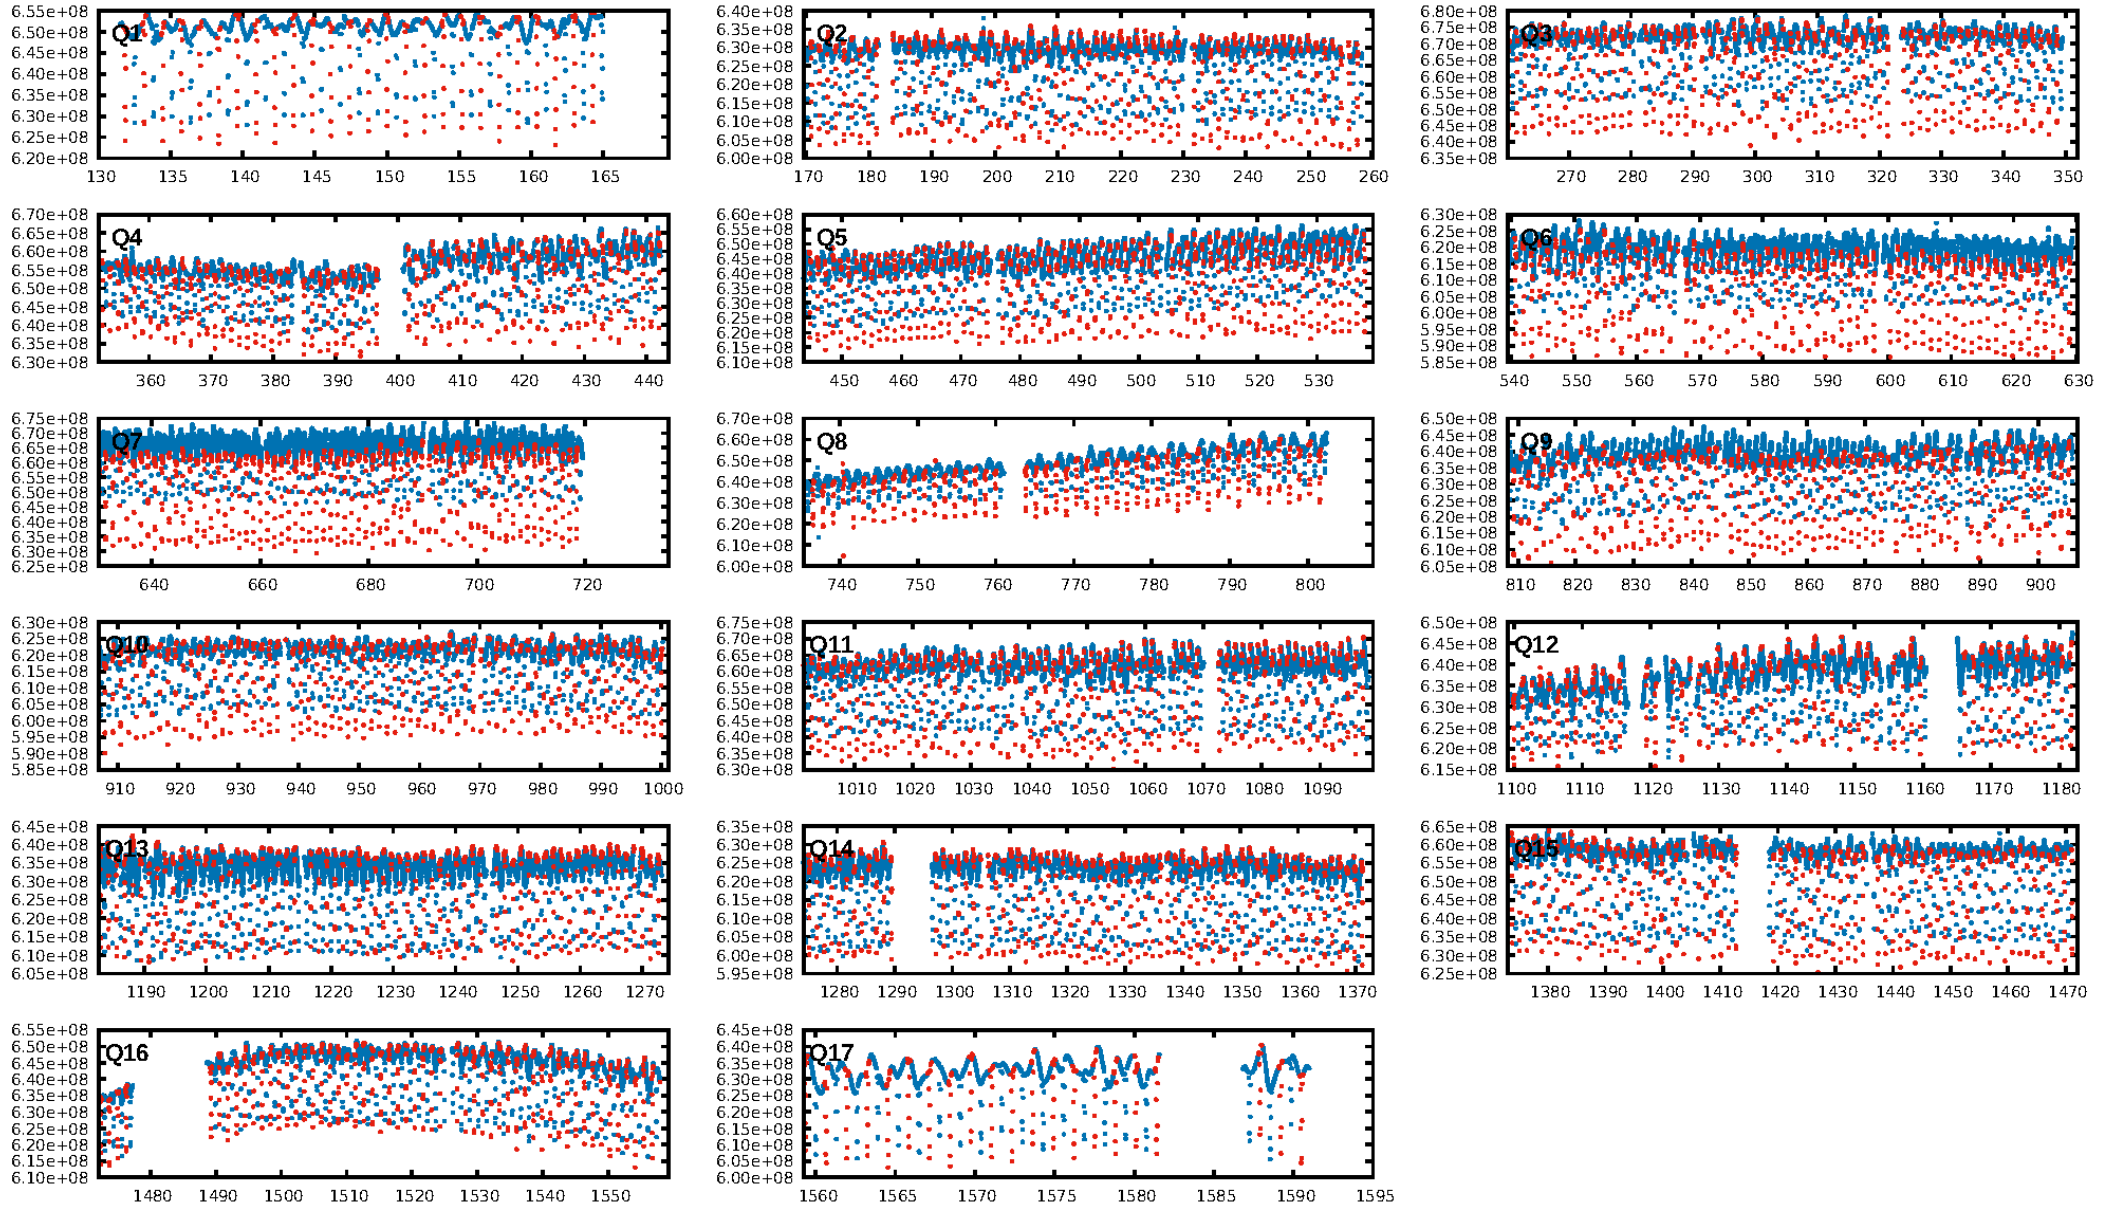 6.55e+08
6.50e+08
6.45e+08
6.40e+08
6.35e+08
6.30e+08
6.25e+08
6.20e+08
Q1
130 135 140 145 150 155 160 165
6.40e+08
6.35e+08
6.30e+08
6.25e+08
6.20e+08
6.15e+08
6.10e+08
6.05e+08
6.00e+08
Q2
170 180 190 200 210 220 230 240 250 260
6.80e+08
6.75e+08
6.70e+08
6.65e+08
6.60e+08
6.55e+08
6.50e+08
6.45e+08
6.40e+08
6.35e+08
Q3
270 280 290 300 310 320 330 340 350
6.70e+08
6.65e+08
6.60e+08
6.55e+08
6.50e+08
6.45e+08
6.40e+08
6.35e+08
6.30e+08
Q4
360 370 380 390 400 410 420 430 440
6.60e+08
6.55e+08
6.50e+08
6.45e+08
6.40e+08
6.35e+08
6.30e+08
6.25e+08
6.20e+08
6.15e+08
6.10e+08
Q5
450 460 470 480 490 500 510 520 530
6.30e+08
6.25e+08
6.20e+08
6.15e+08
6.10e+08
6.05e+08
6.00e+08
5.95e+08
5.90e+08
5.85e+08
Q6
540 550 560 570 580 590 600 610 620 630
6.75e+08
6.70e+08
6.65e+08
6.60e+08
6.55e+08
6.50e+08
6.45e+08
6.40e+08
6.35e+08
6.30e+08
6.25e+08
Q7
640 660 680 700 720
6.70e+08
6.60e+08
6.50e+08
6.40e+08
6.30e+08
6.20e+08
6.10e+08
6.00e+08
Q8
740 750 760 770 780 790 800
6.50e+08
6.45e+08
6.40e+08
6.35e+08
6.30e+08
6.25e+08
6.20e+08
6.15e+08
6.10e+08
6.05e+08
Q9
810 820 830 840 850 860 870 880 890 900
6.30e+08
6.25e+08
6.20e+08
6.15e+08
6.10e+08
6.05e+08
6.00e+08
5.95e+08
5.90e+08
5.85e+08
Q10
910 920 930 940 950 960 970 980 990 1000
6.75e+08
6.70e+08
6.65e+08
6.60e+08
6.55e+08
6.50e+08
6.45e+08
6.40e+08
6.35e+08
6.30e+08
Q11
1010 1020 1030 1040 1050 1060 1070 1080 1090
6.50e+08
6.45e+08
6.40e+08
6.35e+08
6.30e+08
6.25e+08
6.20e+08
6.15e+08
Q12
1100 1110 1120 1130 1140 1150 1160 1170 1180
6.45e+08
6.40e+08
6.35e+08
6.30e+08
6.25e+08
6.20e+08
6.15e+08
6.10e+08
6.05e+08
Q13
1190 1200 1210 1220 1230 1240 1250 1260 1270
6.35e+08
6.30e+08
6.25e+08
6.20e+08
6.15e+08
6.10e+08
6.05e+08
6.00e+08
5.95e+08
Q14
1280 1290 1300 1310 1320 1330 1340 1350 1360 1370
6.65e+08
6.60e+08
6.55e+08
6.50e+08
6.45e+08
6.40e+08
6.35e+08
6.30e+08
6.25e+08
Q15
1380 1390 1400 1410 1420 1430 1440 1450 1460 1470
6.55e+08
6.50e+08
6.45e+08
6.40e+08
6.35e+08
6.30e+08
6.25e+08
6.20e+08
6.15e+08
6.10e+08
Q16
1480 1490 1500 1510 1520 1530 1540 1550
6.45e+08
6.40e+08
6.35e+08
6.30e+08
6.25e+08
6.20e+08
6.15e+08
6.10e+08
6.05e+08
6.00e+08
Q17
1560 1565 1570 1575 1580 1585 1590 1595